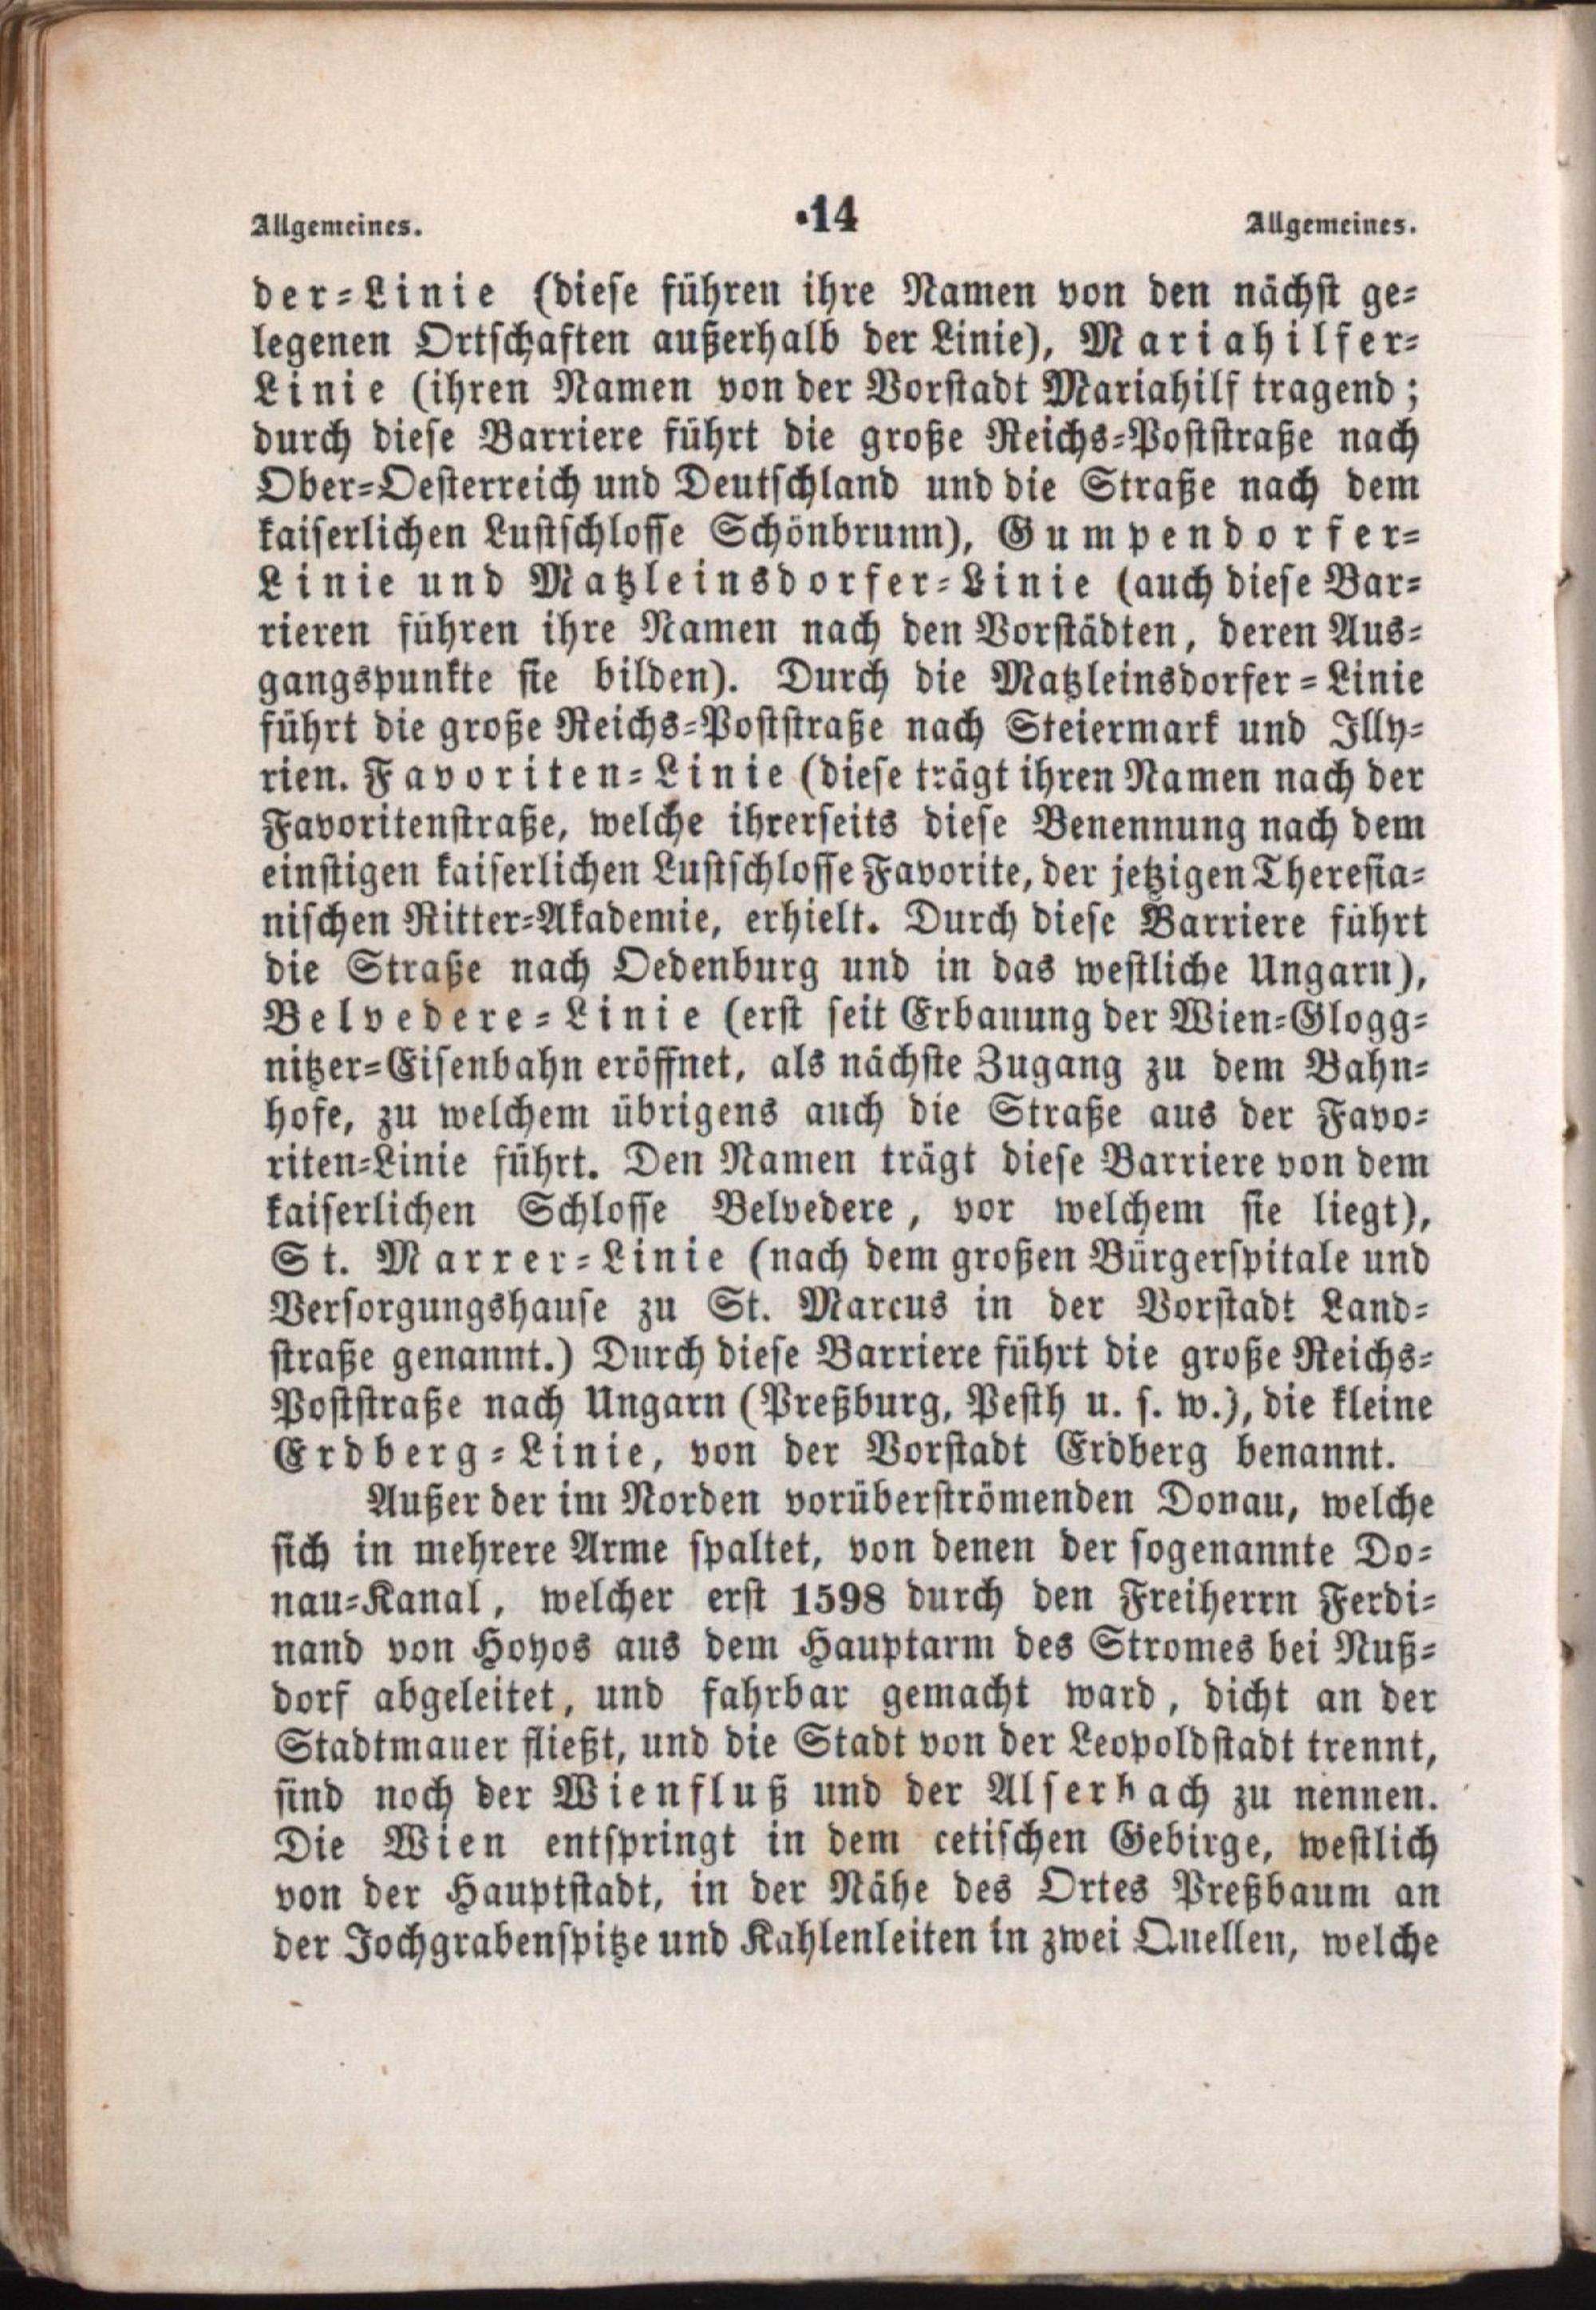 Allgemeines. 14 Allgemeines.
der-Linie (diese führen ihre Namen von den nächst ge-
legenen Ortschaften außerhalb der Linie), Mariahilfer-
Linie (ihren Namen von der Vorstadt Mariahilf tragend;
durch diese Barriere führt die große Reichs-Poststraße nach
Ober-Oesterreich und Deutschland und die Straße nach dem
kaiserlichen Lustschlosse Schönbrunn), Gumpendorfer-
Linie und Matzleinsdorfer-Linie (auch diese Bar-
rieren führen ihre Namen nach den Vorstädten, deren Aus-
gangspunkte sie bilden). Durch die Matzleinsdorfer-Linie
führt die große Reichs-Poststraße nach Steiermark und Illy-
rien. Favoriten-Linie (diese trägt ihren Namen nach der
Favoritenstraße, welche ihrerseits diese Benennung nach dem
einstigen kaiserlichen Lustschlosse Favorite, der jetzigen Theresia-
nischen Ritter-Akademie, erhielt. Durch diese Barriere führt
die Straße nach Oedenburg und in das westliche Ungarn),
Belvedere-Linie (erst seit Erbauung der Wien-Glogg-
nitzer-Eisenbahn eröffnet, als nächste Zugang zu dem Bahn-
hofe, zu welchem übrigens auch die Straße aus der Favo-
riten-Linie führt. Den Namen trägt diese Barriere von dem
kaiserlichen Schlosse Belvedere, vor welchem sie liegt),
St. Marxer-Linie (nach dem großen Bürgerspitale und
Versorgungshause zu St. Marcus in der Vorstadt Land-
straße genannt.) Durch diese Barriere führt die große Reichs-
Poststraße nach Ungarn (Preßburg, Pesth u. s. w.), die kleine
Erdberg-Linie, von der Vorstadt Erdberg benannt.
Außer der im Norden vorüberströmenden Donau, welche
sich in mehrere Arme spaltet, von denen der sogenannte Do-
nau-Kanal, welcher erst 1598 durch den Freiherrn Ferdi-
nand von Hoyos aus dem Hauptarm des Stromes bei Nuß-
dorf abgeleitet, und fahrbar gemacht ward, dicht an der
Stadtmauer fließt, und die Stadt von der Leopoldstadt trennt,
sind noch der Wienfluß und der Alserbach zu nennen.
Die Wien entspringt in dem cetischen Gebirge, westlich
von der Hauptstadt, in der Nähe des Ortes Preßbaum an
der Jochgrabenspitze und Kahlenleiten in zwei Quellen, welche